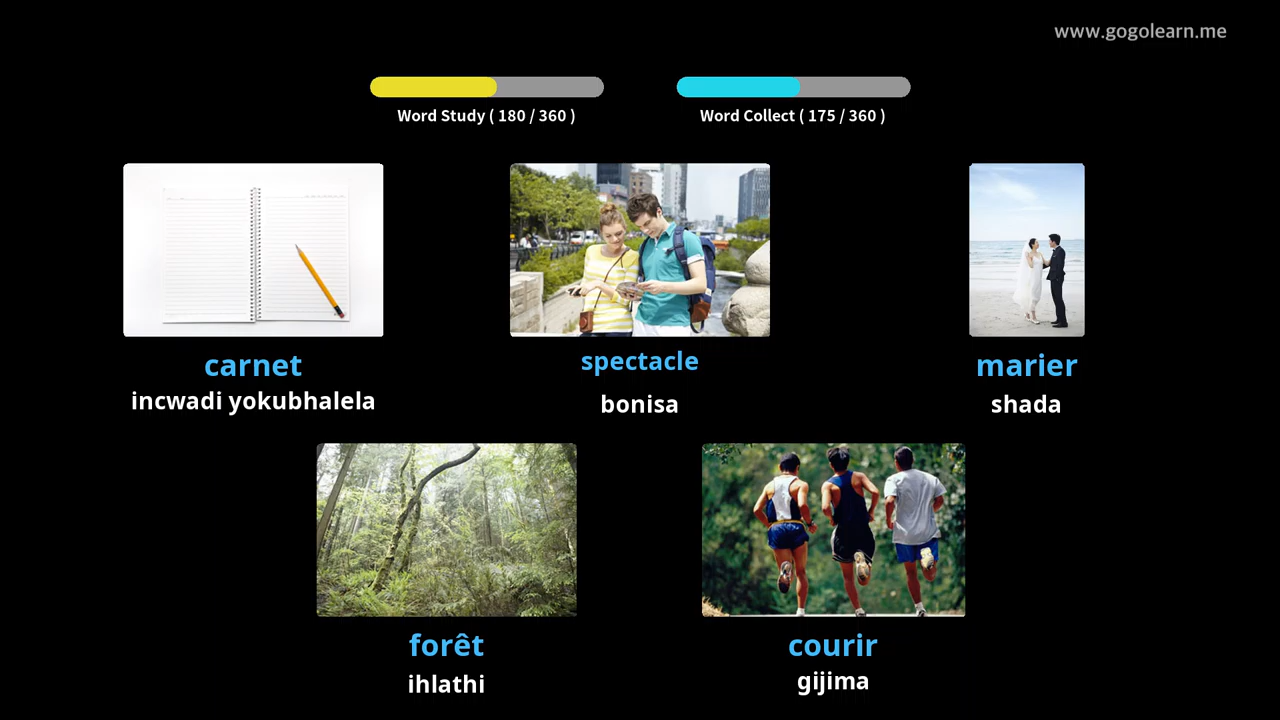 www.gogolearn.me
Word Study ( 180 / 360 )
Word Collect ( 175 / 360 )
carnet
incwadi yokubhalela
spectacle
bonisa
marier
shada
forêt
ihlathi
courir
gijima